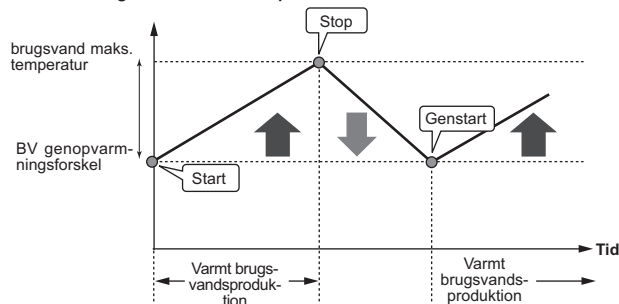 Stop
brugsvand maks.
temperatur
Genstart
BV genopvarm-
ningsforskel
Start
Tid
Varmt brugs-
vandsproduk-
tion
Varmt
brugsvands-
produktion